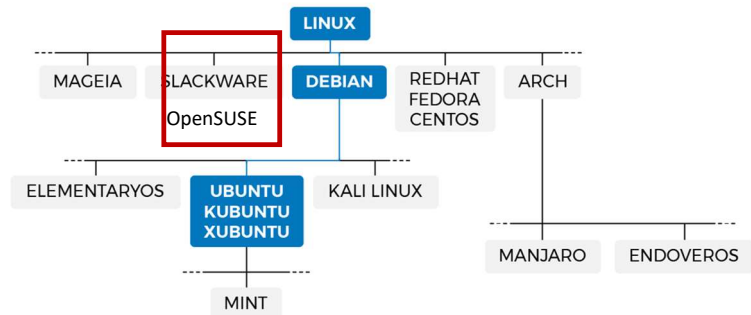 LINUX
MAGEIA
SLACKWARE
OpenSUSE
DEBIAN
REDHAT
FEDORA
CENTOS
ARCH
ELEMENTARYOS
UBUNTU
KUBUNTU
XUBUNTU
KALI LINUX
MANJARO
ENDOVEROS
MINT